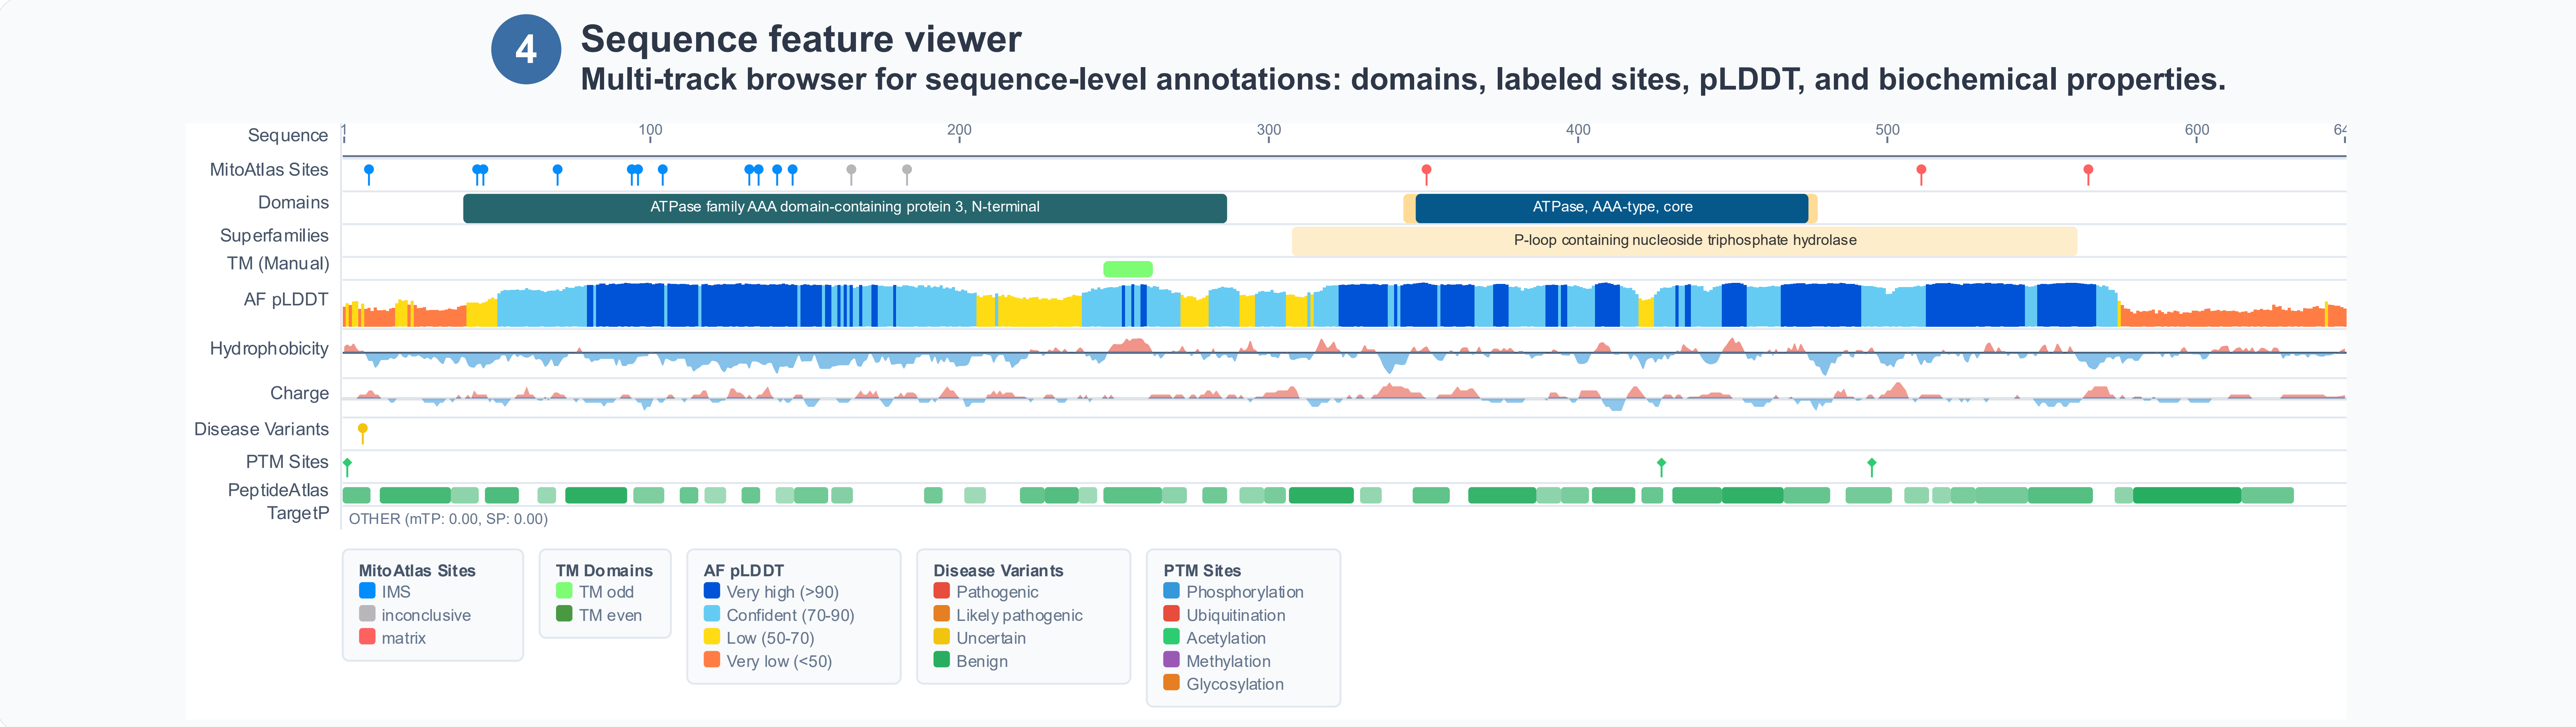 4
Sequence feature viewer
Multi-track browser for sequence-level annotations: domains, labeled sites, pLDDT, and biochemical properties.
Sequence
1 100 200 300 400 500 600 64
MitoAtlas Sites
Domains
ATPase family AAA domain-containing protein 3, N-terminal
ATPase, AAA-type, core
Superfamilies
P-loop containing nucleoside triphosphate hydrolase
TM (Manual)
AF pLDDT
Hydrophobicity
Charge
Disease Variants
PTM Sites
PeptideAtlas
TargetP
OTHER (mTP: 0.00, SP: 0.00)
MitoAtlas Sites
IMS
inconclusive
matrix
TM Domains
TM odd
TM even
AF pLDDT
Very high (>90)
Confident (70-90)
Low (50-70)
Very low (<50)
Disease Variants
Pathogenic
Likely pathogenic
Uncertain
Benign
PTM Sites
Phosphorylation
Ubiquitination
Acetylation
Methylation
Glycosylation